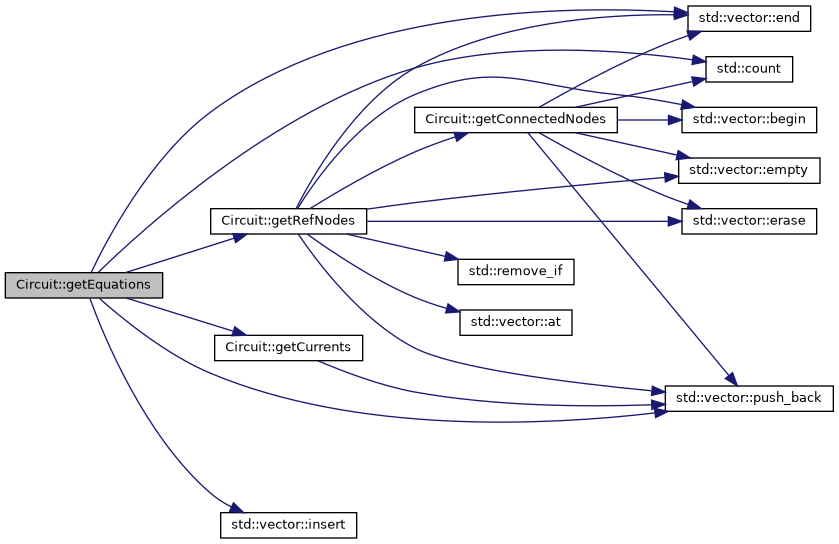 std::vector::end
std::count
Circuit::getConnectedNodes
std::vector::begin
std::vector::empty
Circuit::getRefNodes
std::vector::erase
std::remove_if
Circuit::getEquations
std::vector::at
Circuit::getCurrents
std::vector::push_back
std::vector::insert